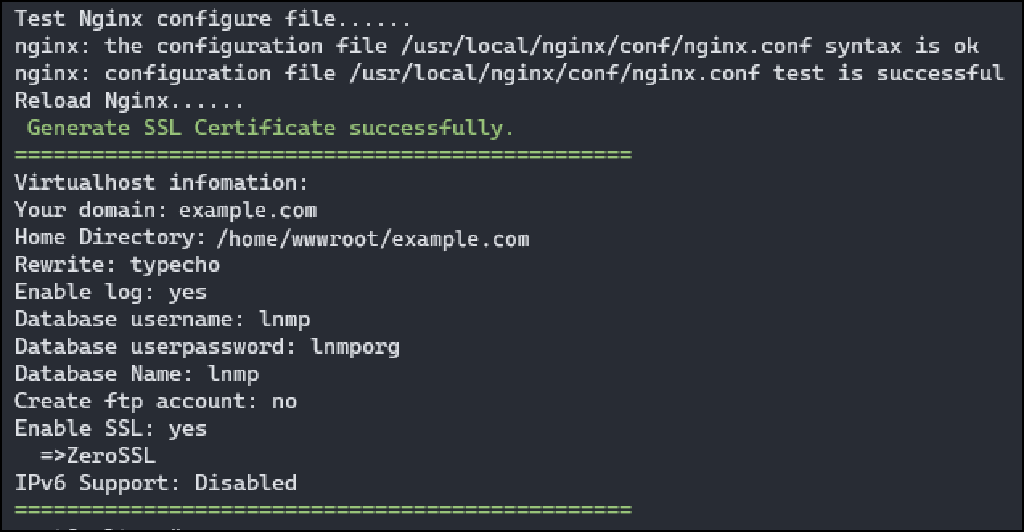 Test Nginx configure file......
nginx: the configuration file /usr/local/nginx/conf/nginx.conf syntax is ok
nginx: configuration file /usr/local/nginx/conf/nginx.conf test is successful
Reload Nginx......
Generate SSL Certificate successfully.
================================================
Virtualhost infomation:
Your domain: example.com
Home Directory: /home/wwwroot/example.com
Rewrite: typecho
Enable log: yes
Database username: lnmp
Database userpassword: lnmporg
Database Name: lnmp
Create ftp account: no
Enable SSL: yes
=>ZeroSSL
IPv6 Support: Disabled
================================================